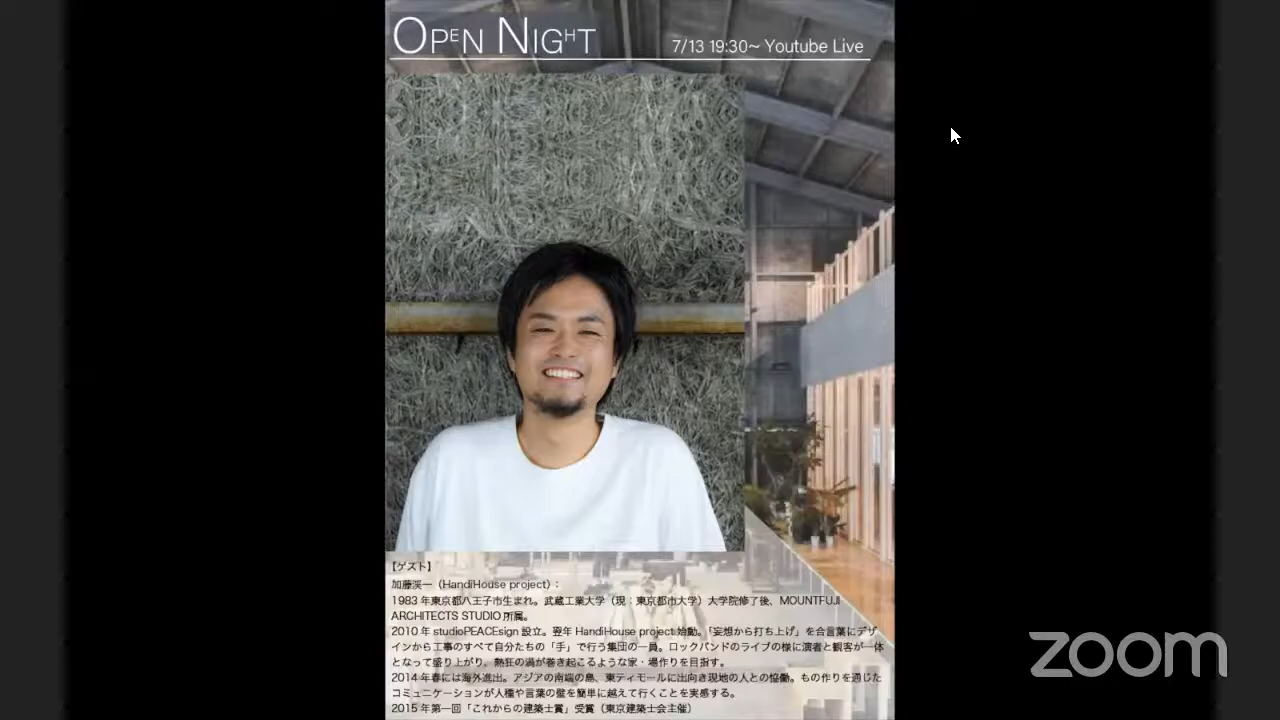 OPEN NIGHT
7/13 19:30~ Youtube Live
【ゲスト】
加藤渓一（HandiHouse project）:
1983 年東京都八王子市生まれ。武蔵工業大学（現：東京都市大学）大学院修了後、MOUNTFUJI
ARCHITECTS STUDIO 所属。
2010 年 studioPEACEsign 設立。翌年 HandiHouse project 始動。「妄想から打ち上げ」を合言葉にデザ
インから工事のすべて自分たちの「手」で行う集団の一員。ロックバンドのライブの様に演者と観客が一体
となって盛り上がり、熱狂の渦が巻き起こるような家・場作りを目指す。
2014 年春には海外進出。アジアの南端の島、東ティモールに出向き現地の人との恊働。もの作りを通じた
コミュニケーションが人種や言葉の壁を簡単に越えて行くことを実感する。
2015 年第一回「これからの建築士賞」受賞（東京建築士会主催）
zoom